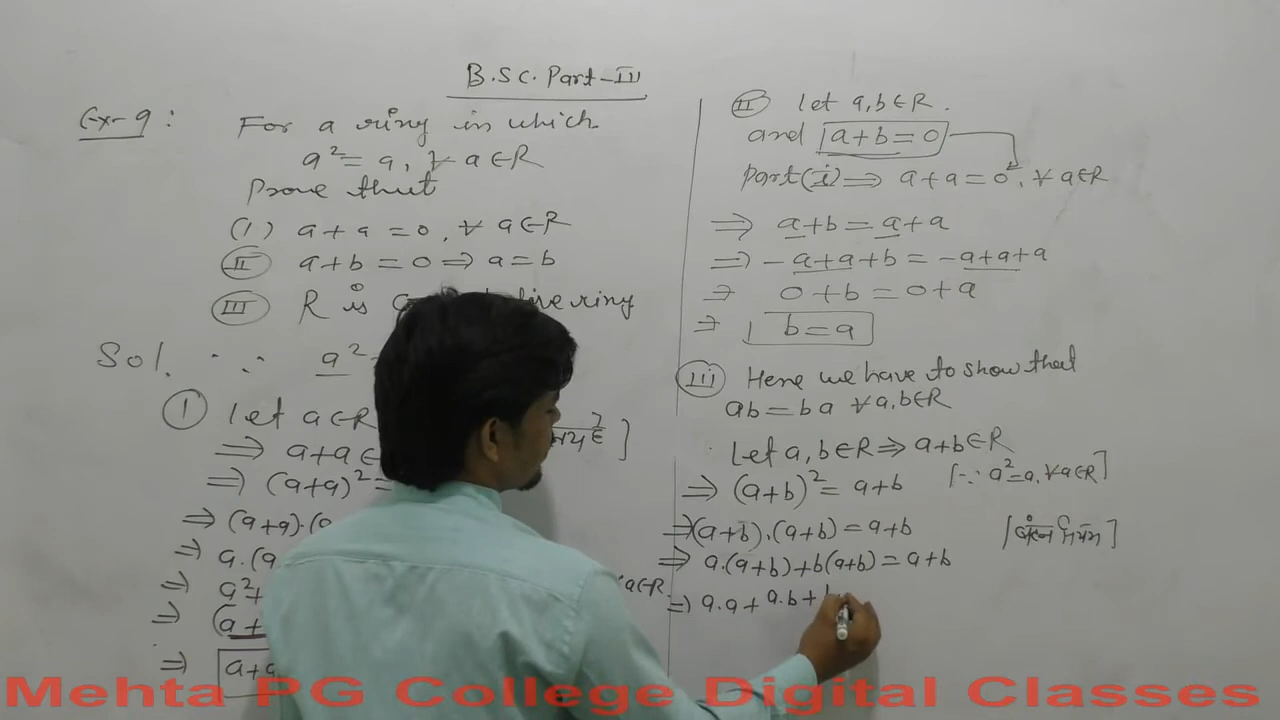 B.SC. Part-III
Ex-9:
For a ring in which
a² = a, ∀ a∈R
Prove that
(1) a + a = 0, ∀ a∈R
(II) a + b = 0 ⇒ a = b
(III) R is ring
Sol. ∵ a²
(1) Let a∈R
⇒ a+a∈
⇒ (a+a)² =
⇒ (a+a)·(a
⇒ a·(a
⇒ a²+
a∈R
⇒ (a+
⇒ a+a
(II) let a,b∈R.
and a+b=0
Part(i) ⇒ a+a=0, ∀ a∈R
⇒ a+b = a+a
⇒ -a+a+b = -a+a+a
⇒ 0+b = 0+a
⇒ b = a
(III) Here we have to show that
ab = ba ∀ a,b∈R
Let a,b∈R ⇒ a+b∈R
⇒ (a+b)² = a+b [∵ a²=a, ∀a∈R]
⇒ (a+b)·(a+b) = a+b
⇒ a·(a+b)+b(a+b) = a+b
⇒ a·a + a·b +
Mehta PG College Digital Classes